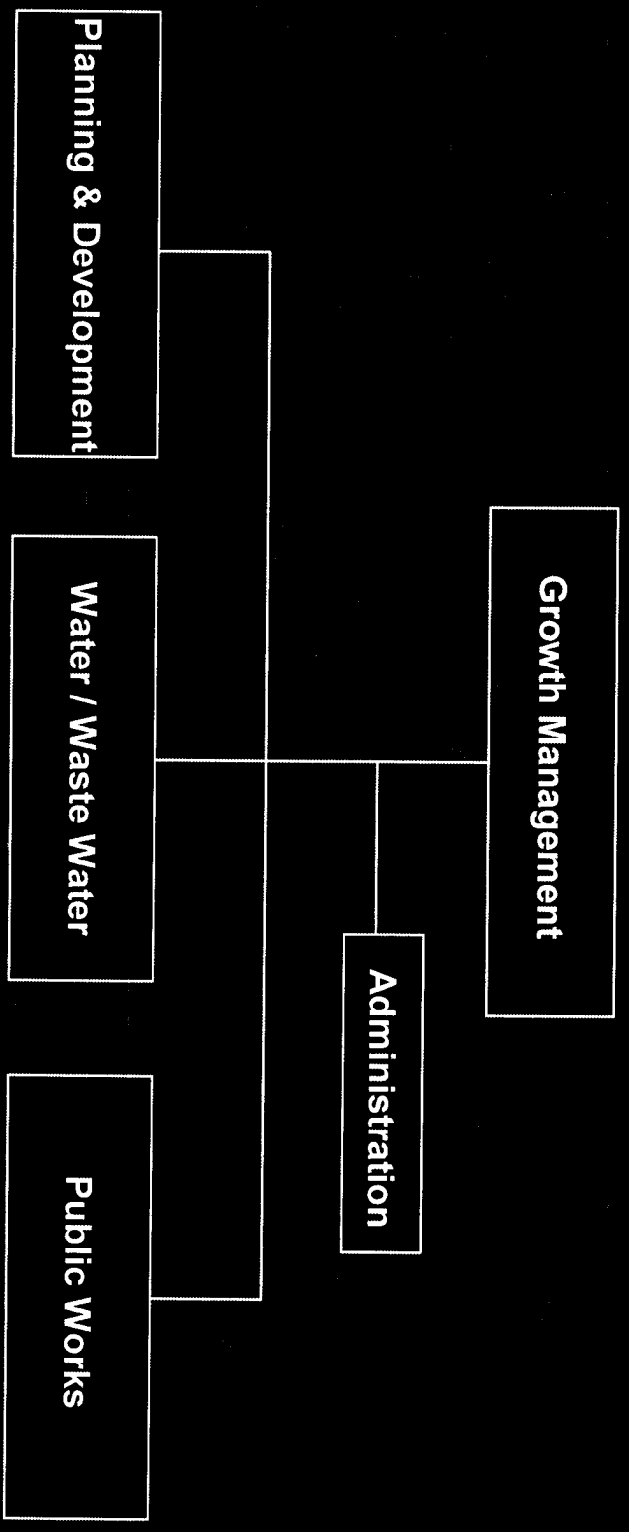 Growth Management
Administration
Planning & Development
Water / Waste Water
Public Works